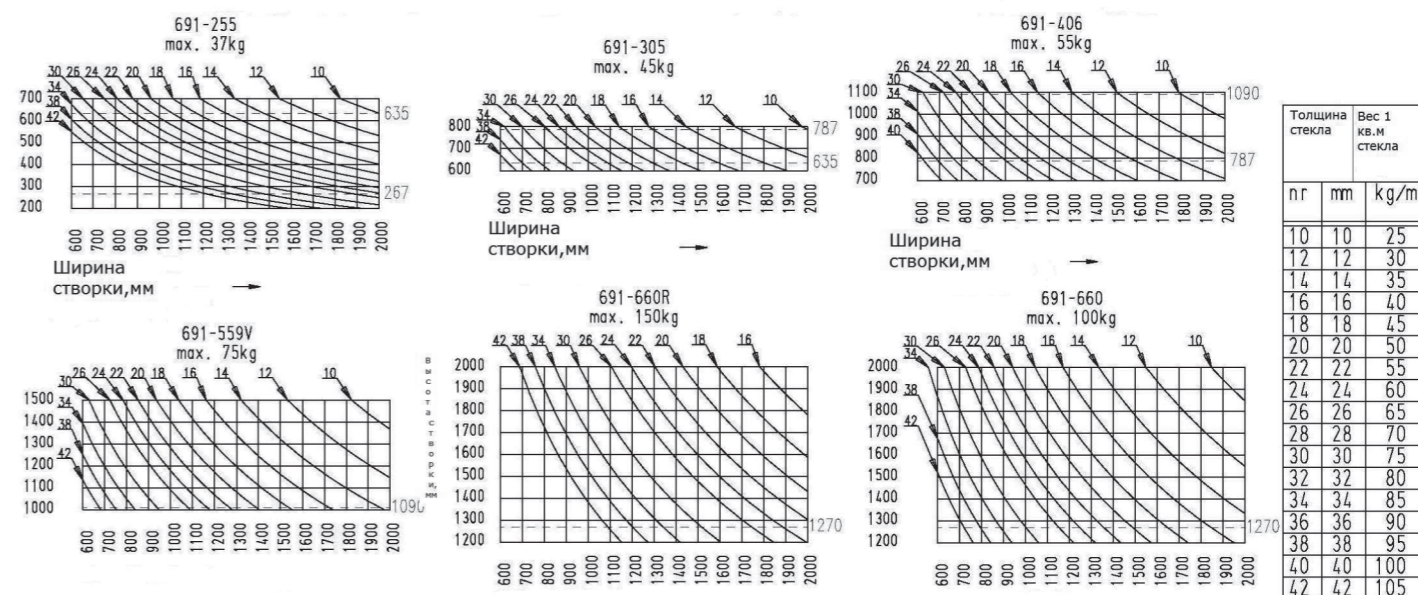 691-255
max. 37kg
30 26 24 22 20 18 16 14 12 10
34
38
42
700
600
500
400
300
200
635
267
600 700 800 900 1000 1100 1200 1300 1400 1500 1600 1700 1800 1900 2000
Ширина
створки,мм
691-305
max. 45kg
30 26 24 22 20 18 16 14 12 10
34
38
42
800
700
600
787
635
600 700 800 900 1000 1100 1200 1300 1400 1500 1600 1700 1800 1900 2000
Ширина
створки,мм
691-406
max. 55kg
26 24 22 20 18 16 14 12 10
30
34
38
40
1100
1000
900
800
700
1090
787
600 700 800 900 1000 1100 1200 1300 1400 1500 1600 1700 1800 1900 2000
Ширина
створки,мм
691-559V
max. 75kg
26 24 22 20 18 16 14 12 10
30
34
38
42
1500
1400
1300
1200
1100
1000
1090
600 700 800 900 1000 1100 1200 1300 1400 1500 1600 1700 1800 1900 2000
Высота створки, мм
691-660R
max. 150kg
42 38 34 30 26 24 22 20 18 16
2000
1900
1800
1700
1600
1500
1400
1300
1200
1270
600 700 800 900 1000 1100 1200 1300 1400 1500 1600 1700 1800 1900 2000
691-660
max. 100kg
30 26 24 22 20 18 16 14 12 10
34
38
42
2000
1900
1800
1700
1600
1500
1400
1300
1200
1270
600 700 800 900 1000 1100 1200 1300 1400 1500 1600 1700 1800 1900 2000
Толщина Вес 1
стекла кв.м
стекла
nr mm kg/m
10 10 25
12 12 30
14 14 35
16 16 40
18 18 45
20 20 50
22 22 55
24 24 60
26 26 65
28 28 70
30 30 75
32 32 80
34 34 85
36 36 90
38 38 95
40 40 100
42 42 105